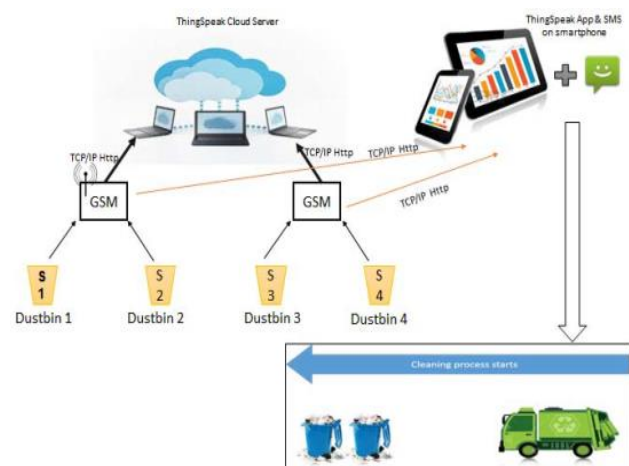 ThingSpeak Cloud Server
ThingSpeak App & SMS
on smartphone
TCP/IP Http
TCP/IP Http
TCP/IP Http
TCP/IP Http
GSM
GSM
S
1
S
2
S
3
S
4
Dustbin 1
Dustbin 2
Dustbin 3
Dustbin 4
Cleaning process starts